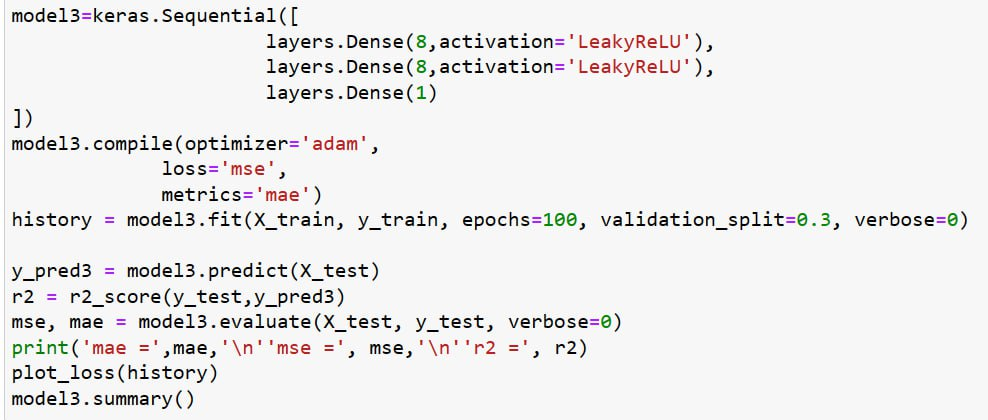 model3=keras.Sequential([
layers.Dense(8,activation='LeakyReLU'),
layers.Dense(8,activation='LeakyReLU'),
layers.Dense(1)
])
model3.compile(optimizer='adam',
loss='mse',
metrics='mae')
history = model3.fit(X_train, y_train, epochs=100, validation_split=0.3, verbose=0)
y_pred3 = model3.predict(X_test)
r2 = r2_score(y_test,y_pred3)
mse, mae = model3.evaluate(X_test, y_test, verbose=0)
print('mae =',mae,'\n''mse =', mse,'\n''r2 =', r2)
plot_loss(history)
model3.summary()